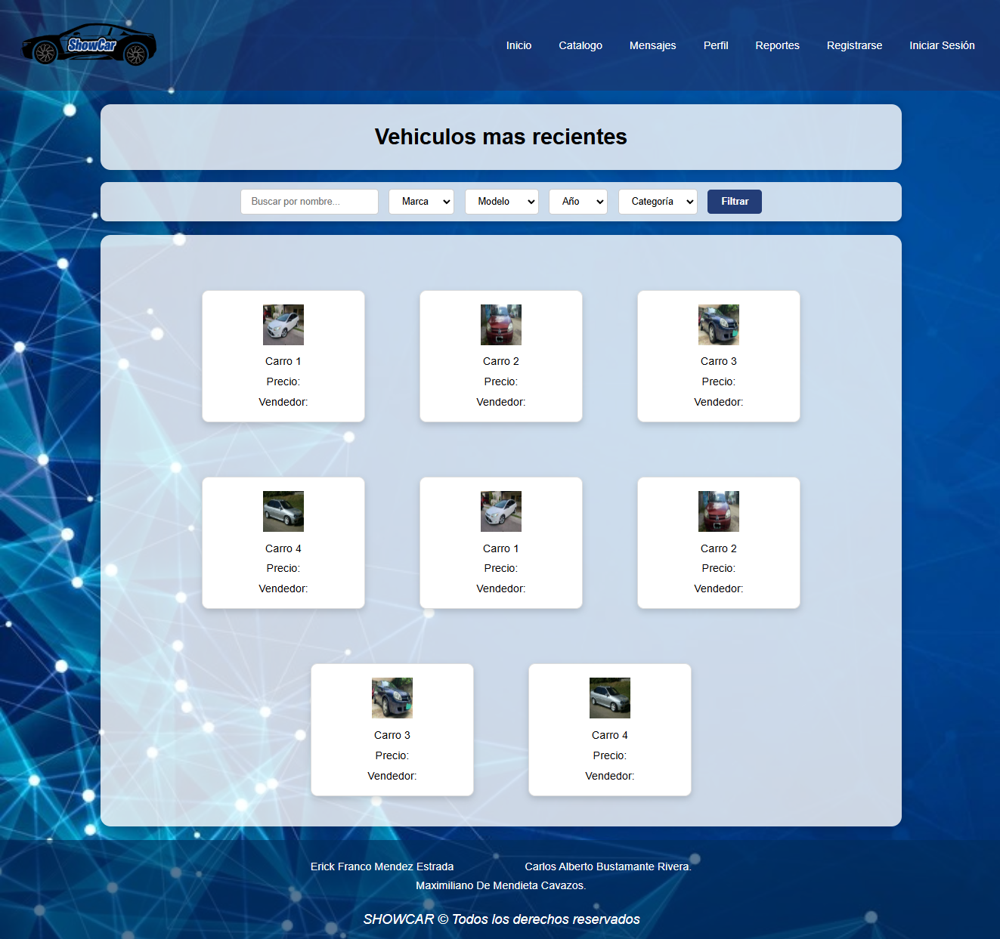 ShowCar
Inicio Catalogo Mensajes Perfil Reportes Registrarse Iniciar Sesión
Vehiculos mas recientes
Buscar por nombre... Marca Modelo Año Categoría Filtrar
Carro 1 Carro 2 Carro 3
Precio: Precio: Precio:
Vendedor: Vendedor: Vendedor:
Carro 4 Carro 1 Carro 2
Precio: Precio: Precio:
Vendedor: Vendedor: Vendedor:
Carro 3 Carro 4
Precio: Precio:
Vendedor: Vendedor:
Erick Franco Mendez Estrada Carlos Alberto Bustamante Rivera.
Maximiliano De Mendieta Cavazos.
SHOWCAR © Todos los derechos reservados